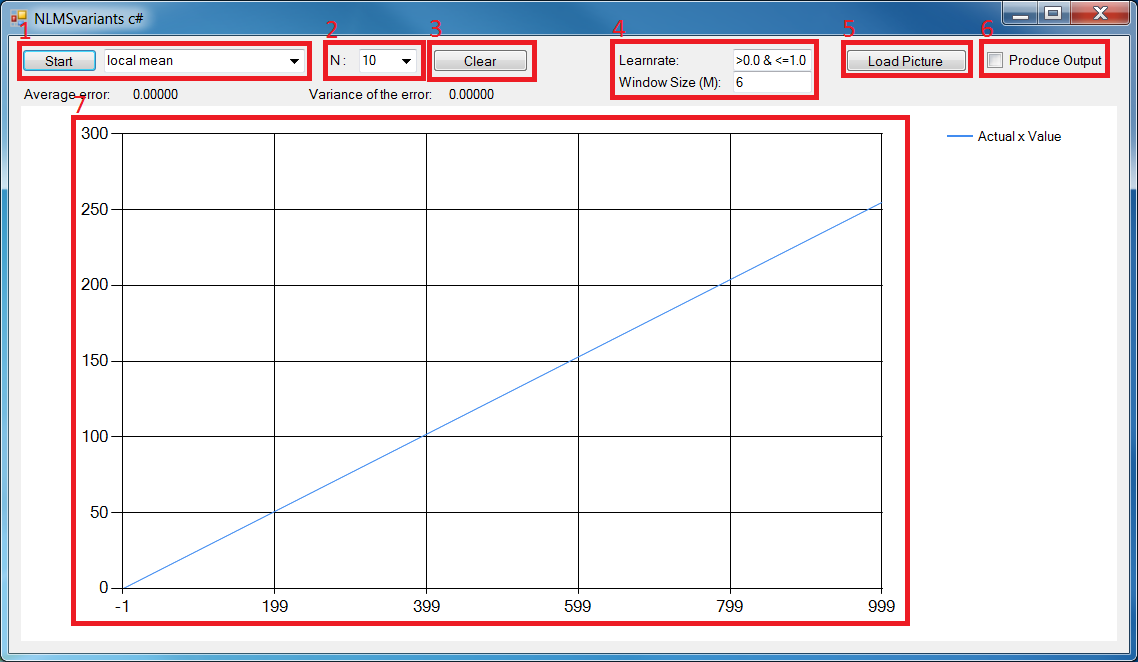 NLMSvariants c#
1 2 3 4 5 6
Start local mean N : 10 Clear Learnrate: >0.0 & <=1.0 Load Picture Produce Output
Window Size (M): 6
Average error: 0.00000 Variance of the error: 0.00000
7
300 Actual x Value
250
200
150
100
50
0
-1 199 399 599 799 999